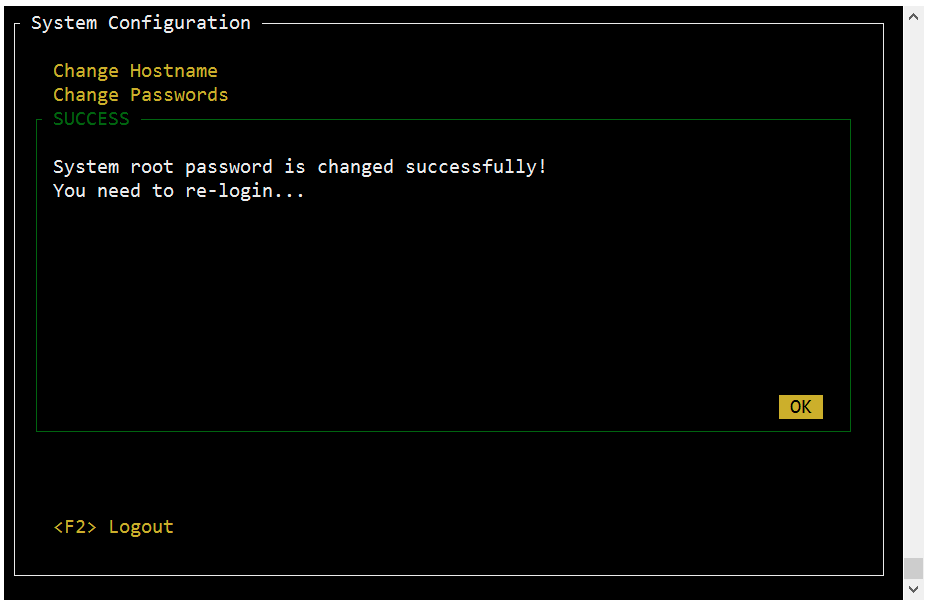 System Configuration
Change Hostname
Change Passwords
SUCCESS
System root password is changed successfully!
You need to re-login...
OK
<F2> Logout